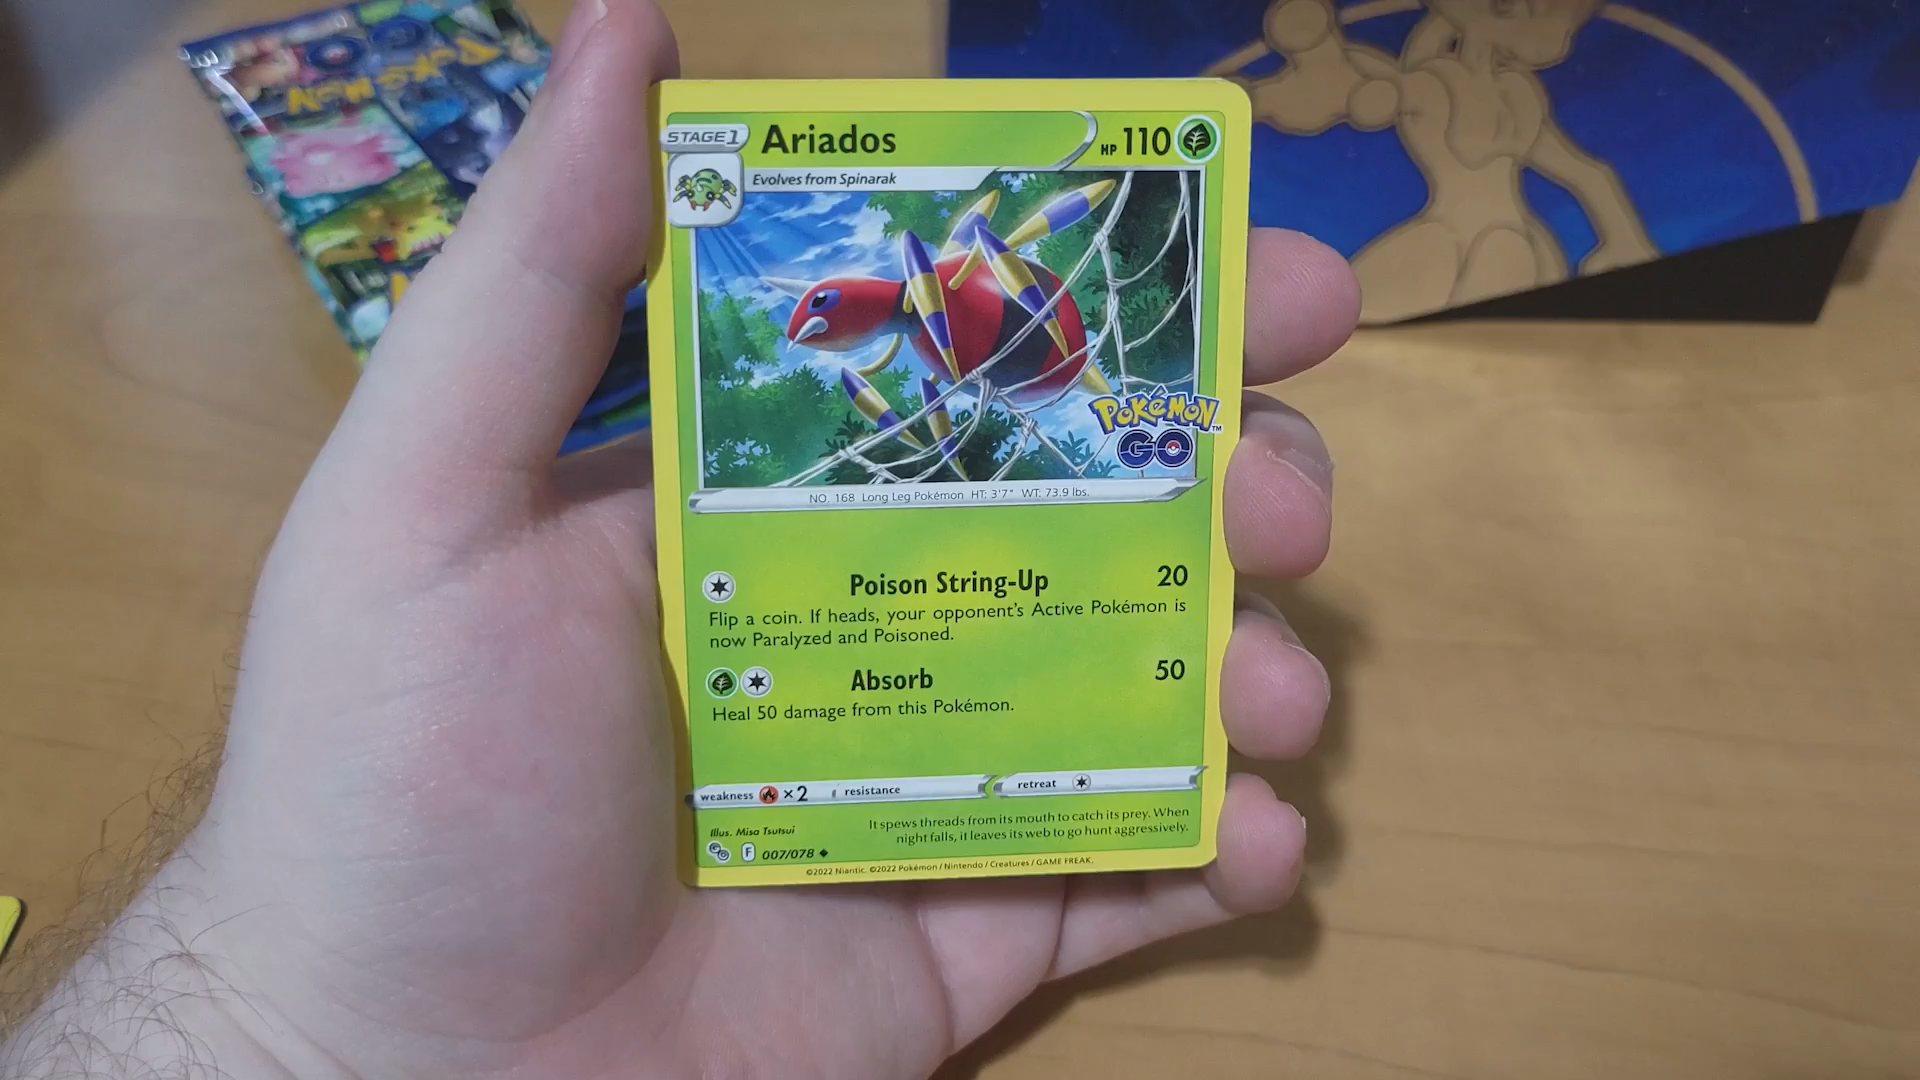 POKÉMON
GO
STAGE 1
Ariados
HP 110
Evolves from Spinarak
POKéMON™
GO
NO. 168 Long Leg Pokémon HT: 3'7" WT: 73.9 lbs.
Poison String-Up 20
Flip a coin. If heads, your opponent's Active Pokémon is
now Paralyzed and Poisoned.
Absorb 50
Heal 50 damage from this Pokémon.
weakness ×2 resistance retreat
Illus. Misa Tsutsui
It spews threads from its mouth to catch its prey. When
night falls, it leaves its web to go hunt aggressively.
GO F 007/078
©2022 Niantic. ©2022 Pokémon / Nintendo / Creatures / GAME FREAK.